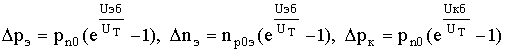 Δpэ = pn0 (e^(Uэб/UT) −1), Δnэ = np0э (e^(Uэб/UT) −1), Δpк = pn0 (e^(Uкб/UT) −1)